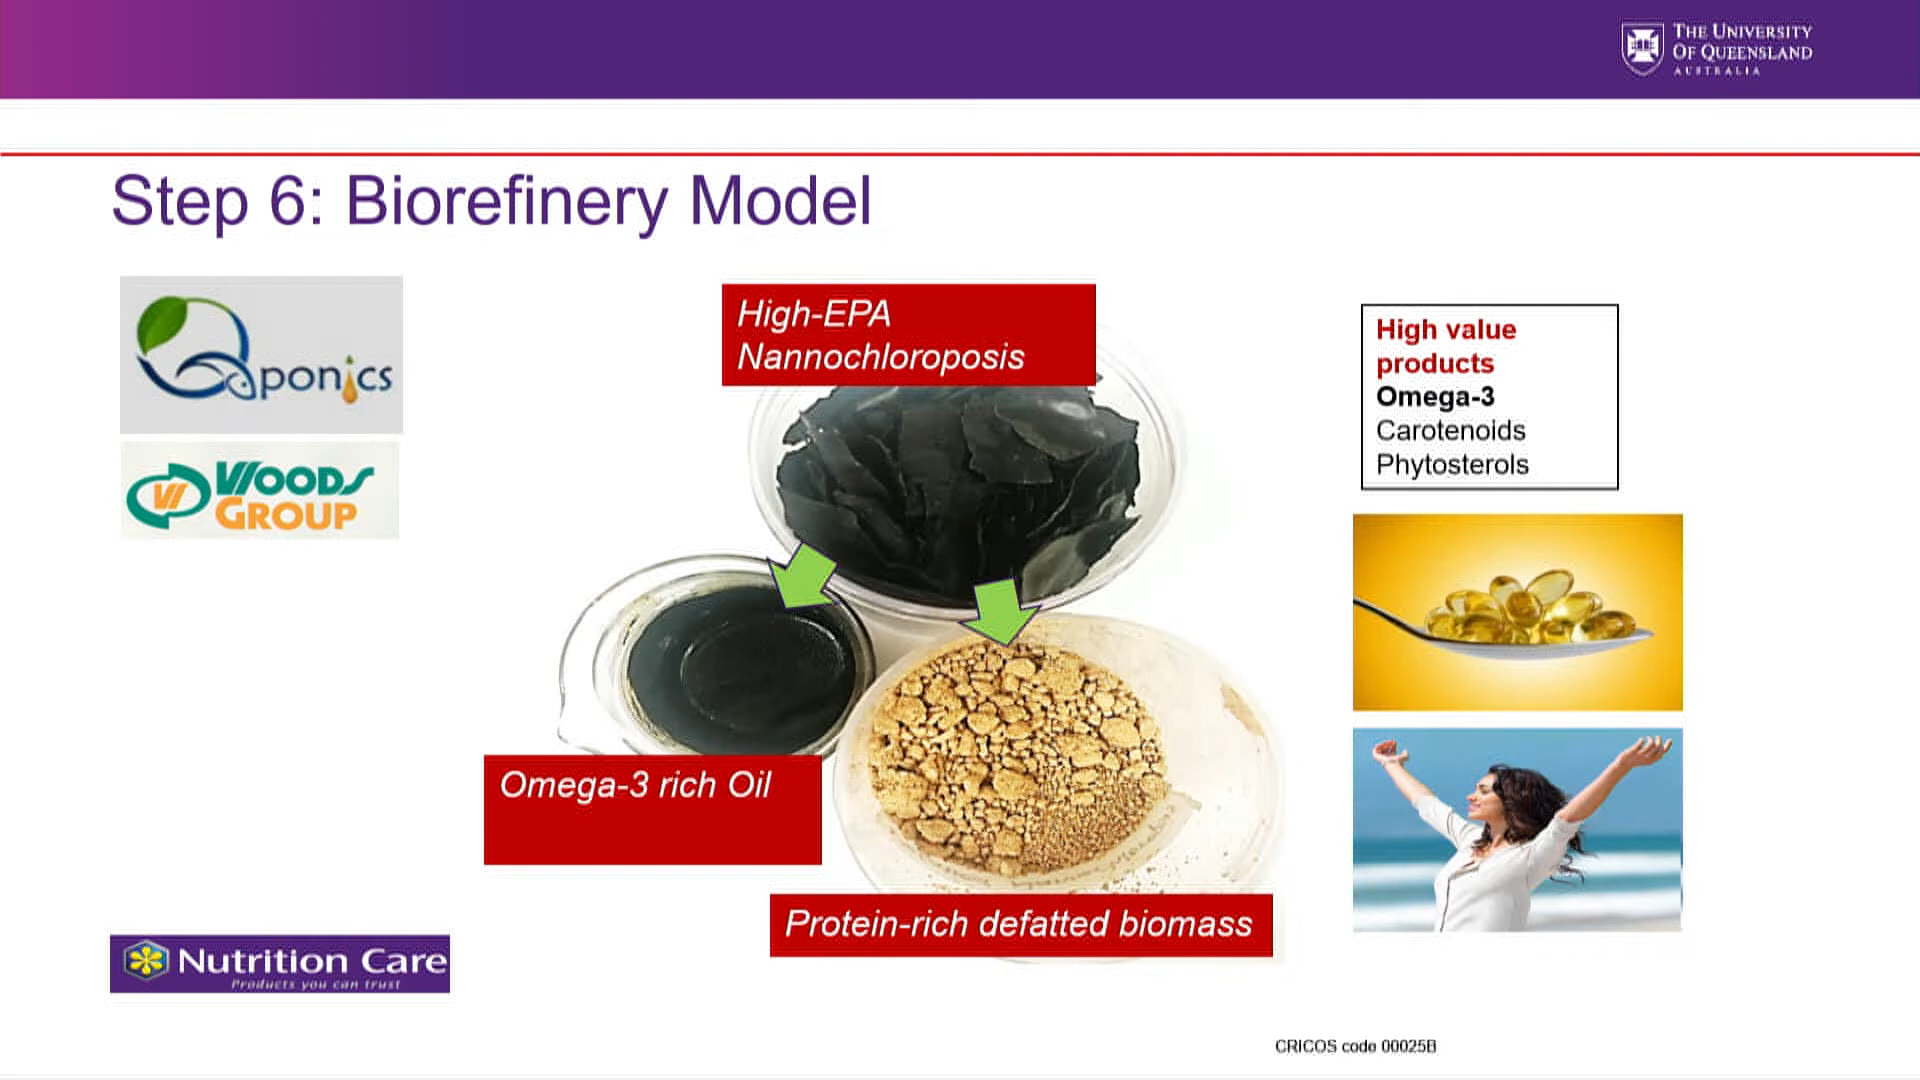 THE UNIVERSITY
OF QUEENSLAND
AUSTRALIA
Step 6: Biorefinery Model
Qponics
WOODS
GROUP
High-EPA
Nannochloroposis
High value
products
Omega-3
Carotenoids
Phytosterols
Omega-3 rich Oil
Protein-rich defatted biomass
Nutrition Care
Products you can trust
CRICOS code 00025B